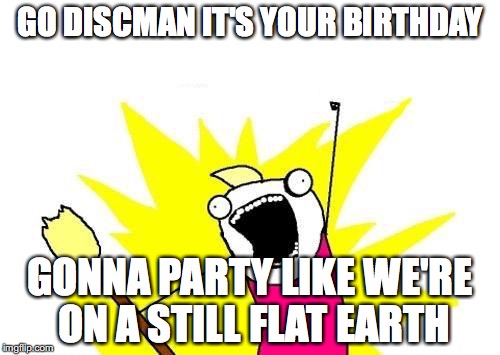 GO DISCMAN IT'S YOUR BIRTHDAY
GONNA PARTY LIKE WE'RE
ON A STILL FLAT EARTH
imgflip.com